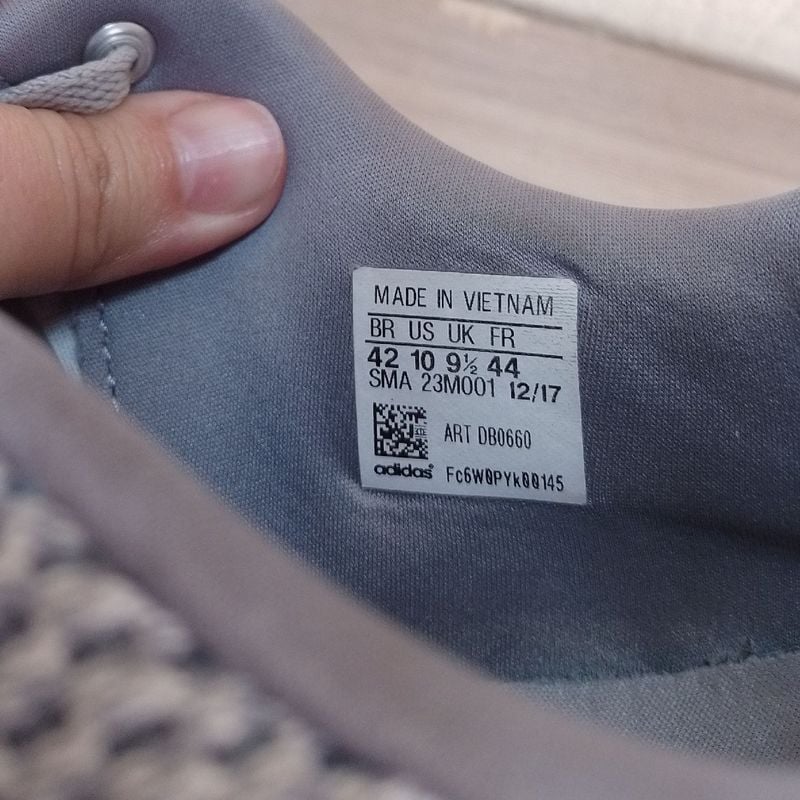 MADE IN VIETNAM
BR US UK FR
42 10 9½ 44
SMA 23M001 12/17
ART DB0660
adidas Fc6W0PYk00145